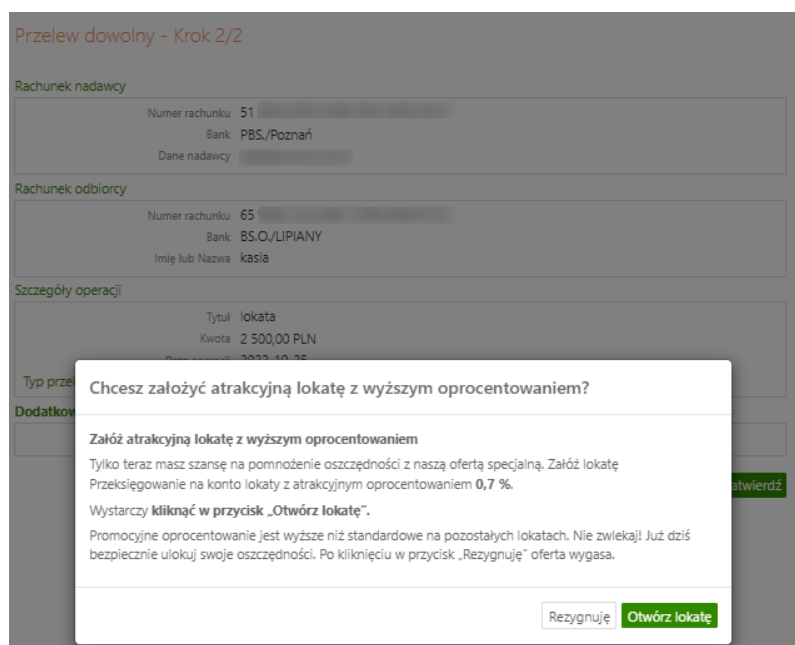 Przelew dowolny - Krok 2/2
Rachunek nadawcy
Numer rachunku 51
Bank PBS./Poznań
Dane nadawcy
Rachunek odbiorcy
Numer rachunku 65
Bank BS.O./LIPIANY
Imię lub Nazwa kasia
Szczegóły operacji
Tytuł lokata
Kwota 2 500,00 PLN
Typ
Chcesz założyć atrakcyjną lokatę z wyższym oprocentowaniem?
Załóż atrakcyjną lokatę z wyższym oprocentowaniem
Tylko teraz masz szansę na pomnożenie oszczędności z naszą ofertą specjalną. Załóż lokatę
Przeksięgowanie na konto lokaty z atrakcyjnym oprocentowaniem 0,7 %.
Wystarczy kliknąć w przycisk „Otwórz lokatę”.
Promocyjne oprocentowanie jest wyższe niż standardowe na pozostałych lokatach. Nie zwlekaj! Już dziś
bezpiecznie ulokuj swoje oszczędności. Po kliknięciu w przycisk „Rezygnuję” oferta wygasa.
Rezygnuję Otwórz lokatę